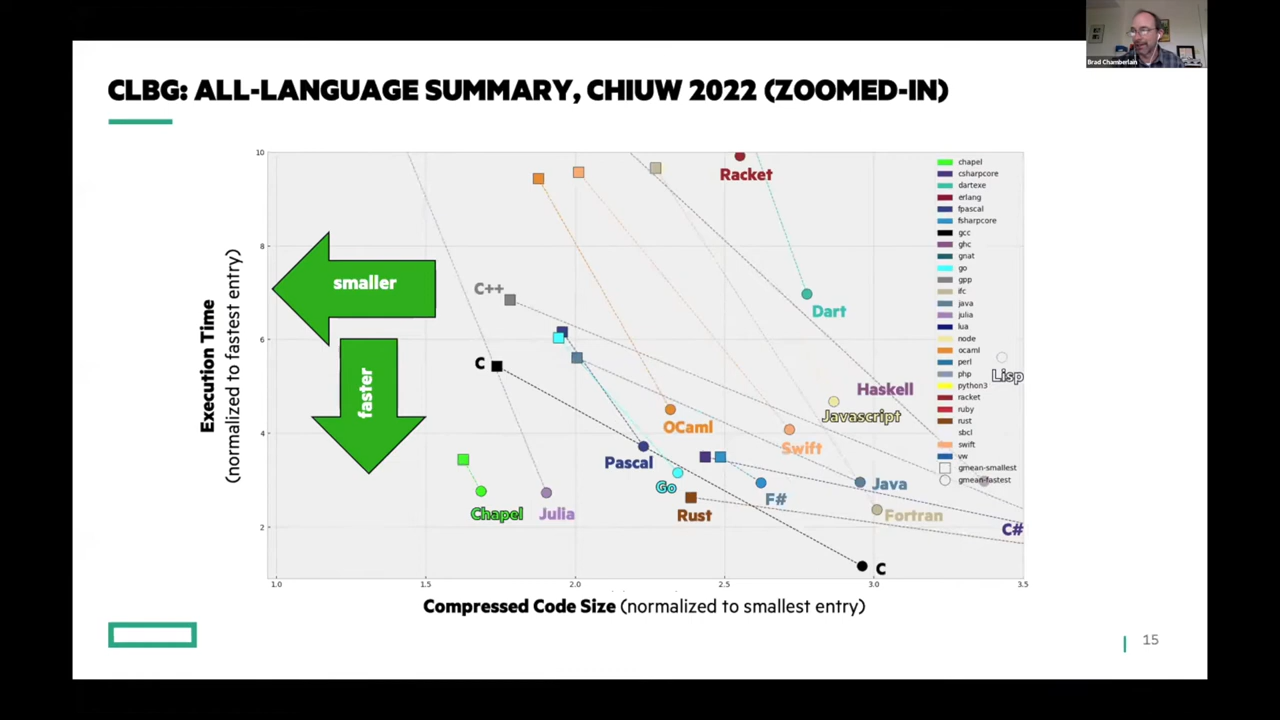 Brad Chamberlain
CLBG: ALL-LANGUAGE SUMMARY, CHIUW 2022 (ZOOMED-IN)
Execution Time
(normalized to fastest entry)
10
8
6
4
2
smaller
faster
C++
C
Chapel
Julia
OCaml
Pascal
Go
Rust
Racket
Dart
Haskell
Javascript
Swift
F#
Java
Fortran
C
Lisp
C#
chapel
csharpcore
dartexe
erlang
fpascal
fsharpcore
gcc
ghc
gnat
go
gpp
ifc
java
julia
lua
node
ocaml
perl
php
python3
racket
ruby
rust
sbcl
swift
vw
gmean-smallest
gmean-fastest
1.0
1.5
2.0
2.5
3.0
3.5
Compressed Code Size (normalized to smallest entry)
15